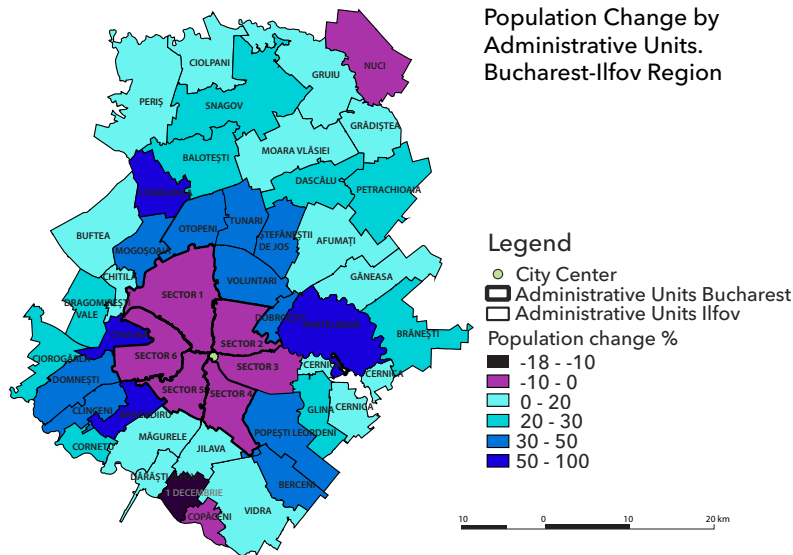 Population Change by
Administrative Units.
Bucharest-Ilfov Region
CIOLPANI
GRUIU
NUCI
PERIȘ
SNAGOV
GRĂDIȘTEA
MOARA VLĂSIEI
BALOTEȘTI
DASCĂLU
PETRACHIOAIA
BUFTEA
OTOPENI
TUNARI
ȘTEFĂNEȘTII
DE JOS
AFUMAȚI
MOGOȘOAIA
GĂNEASA
CHITILA
VOLUNTARI
SECTOR 1
DRAGOMIREȘTI
VALE
DOBROEȘTI
PANTELIMON
BRĂNEȘTI
SECTOR 2
CIOROGÂRLA
SECTOR 6
SECTOR 3
CERNICA
CERNICA
DOMNEȘTI
SECTOR 5
SECTOR 4
CLINCENI
BRAGADIRU
GLINA
CERNICA
MĂGURELE
POPEȘTI LEORDENI
CORNETU
JILAVA
DĂRĂȘTI
1 DECEMBRIE
BERCENI
COPĂCENI
VIDRA
Legend
City Center
Administrative Units Bucharest
Administrative Units Ilfov
Population change %
-18 - -10
-10 - 0
0 - 20
20 - 30
30 - 50
50 - 100
10 0 10 20 km